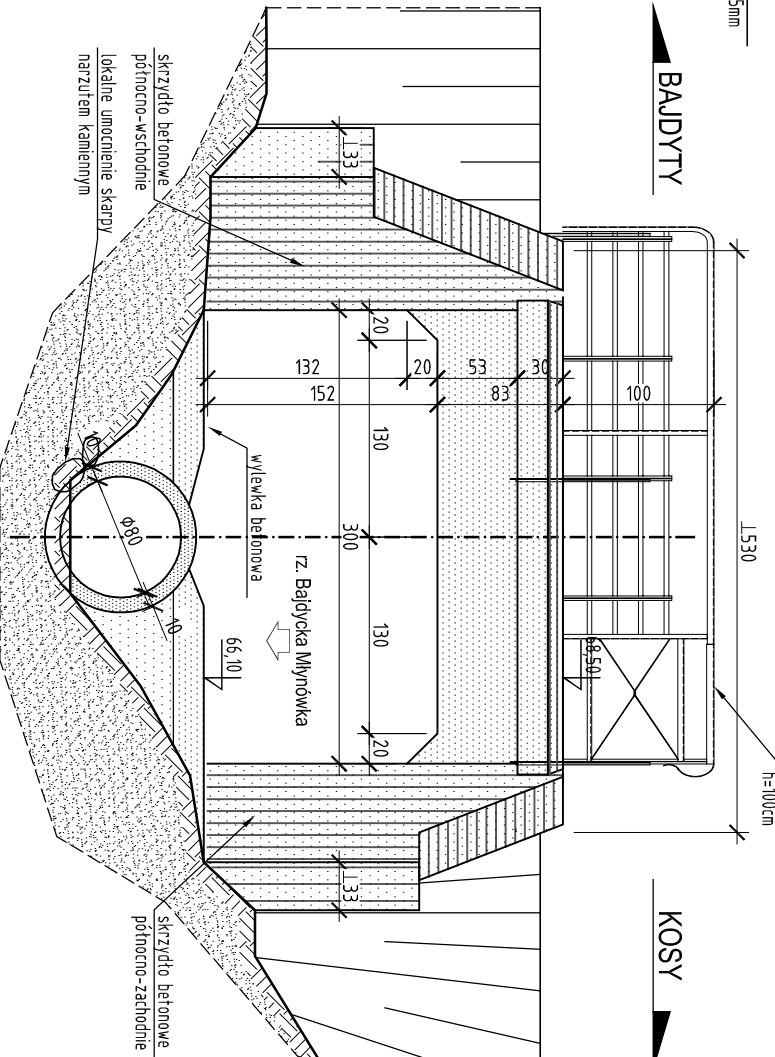 5mm
BAJDYTY
KOSY
⊥530
h=100cm
skrzydło betonowe
północno-wschodnie
lokalne umocnienie skarpy
narzutem kamiennym
⊥33
20
132
20
53
30
100
152
83
130
300
130
20
wylewka betonowa
rz. Bajdycka Młynówka
66,10
68,50
10
ϕ80
10
⊥33
skrzydło betonowe
północno-zachodnie